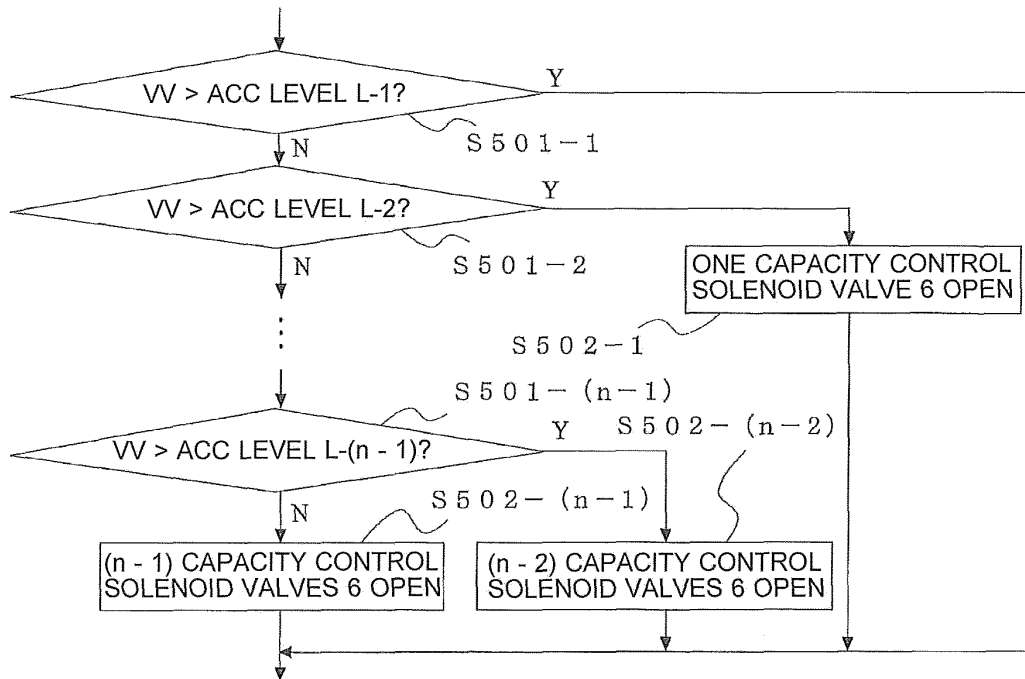 VV > ACC LEVEL L-1?
Y
S501-1
N
VV > ACC LEVEL L-2?
Y
S501-2
N
ONE CAPACITY CONTROL
SOLENOID VALVE 6 OPEN
S502-1
S501-(n-1)
VV > ACC LEVEL L-(n - 1)?
Y
S502-(n-2)
N
S502-(n-1)
(n - 1) CAPACITY CONTROL
SOLENOID VALVES 6 OPEN
(n - 2) CAPACITY CONTROL
SOLENOID VALVES 6 OPEN